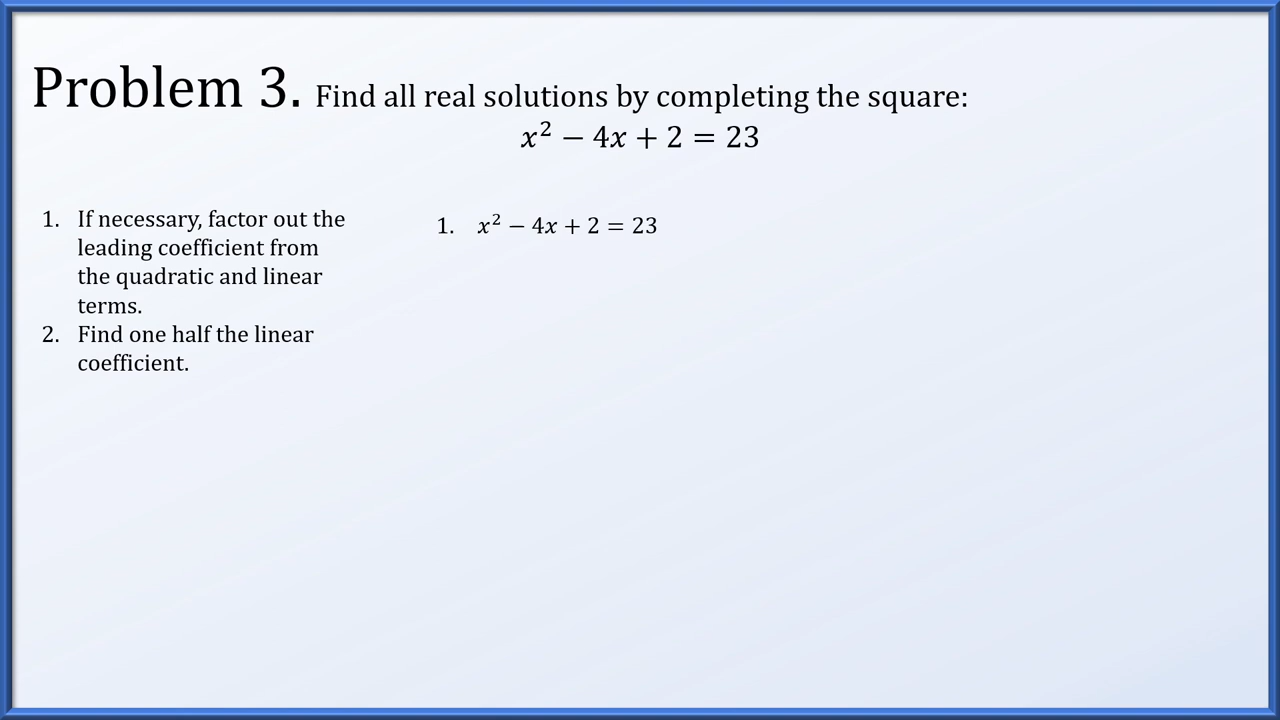 Problem 3. Find all real solutions by completing the square:
𝑥² − 4𝑥 + 2 = 23
1. If necessary, factor out the
leading coefficient from
the quadratic and linear
terms.
2. Find one half the linear
coefficient.
1. 𝑥² − 4𝑥 + 2 = 23